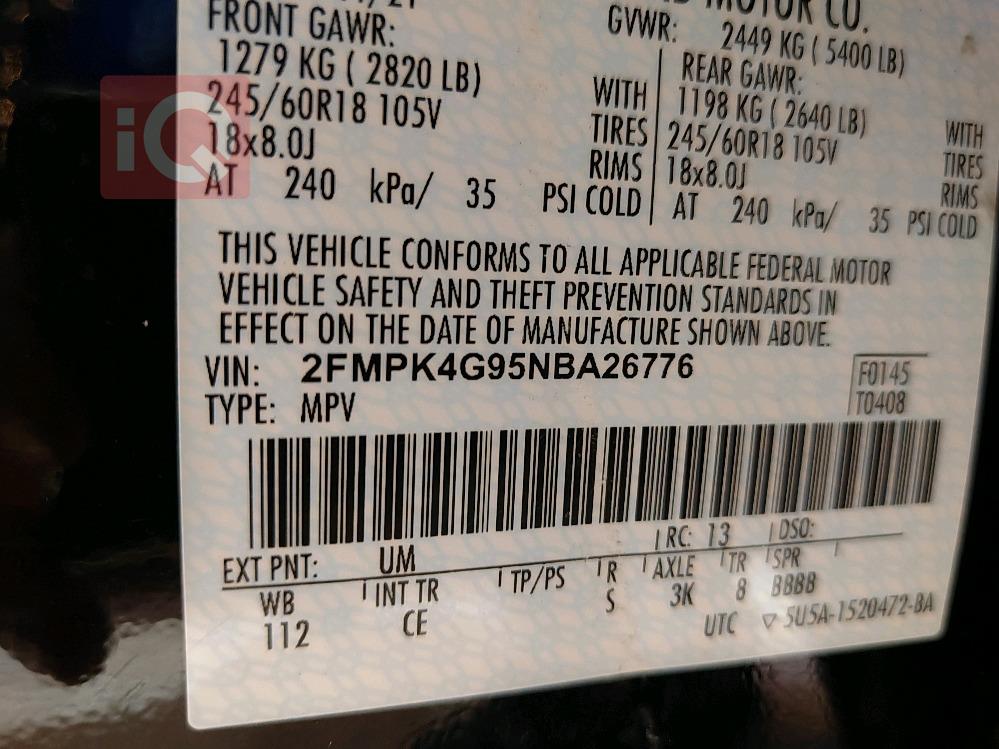 MOTOR CO.
FRONT GAWR:
1279 KG ( 2820 LB)
245/60R18 105V
18x8.0J
AT 240 kPa/ 35 PSI COLD
WITH
TIRES
RIMS
GVWR: 2449 KG ( 5400 LB)
REAR GAWR:
1198 KG ( 2640 LB)
245/60R18 105V
18x8.0J
AT 240 kPa/ 35 PSI COLD
WITH
TIRES
RIMS
THIS VEHICLE CONFORMS TO ALL APPLICABLE FEDERAL MOTOR
VEHICLE SAFETY AND THEFT PREVENTION STANDARDS IN
EFFECT ON THE DATE OF MANUFACTURE SHOWN ABOVE.
VIN: 2FMPK4G95NBA26776
F0145
TYPE: MPV
T0408
EXT PNT: UM RC: 13 DSO:
WB INT TR TP/PS R AXLE TR SPR
112 CE S 3K 8 BBBB
UTC ▽ 5U5A-1520472-BA
iQ